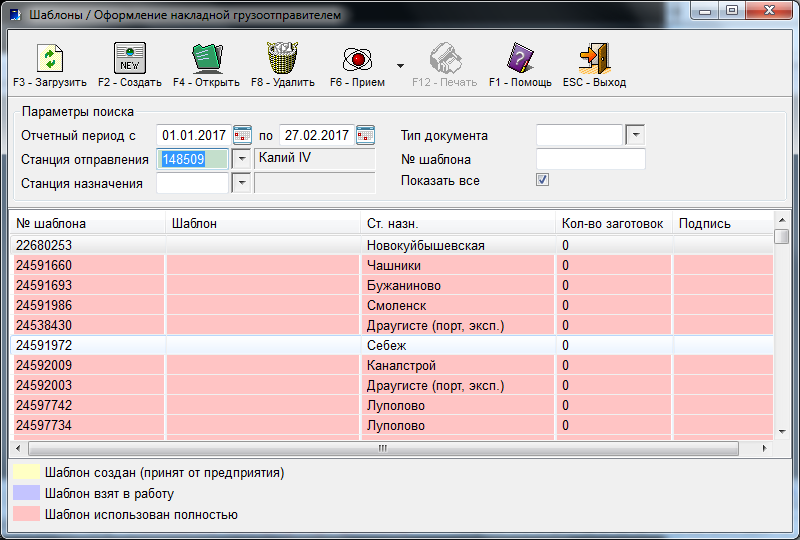 Шаблоны / Оформление накладной грузоотправителем
NEW
F3 - Загрузить F2 - Создать F4 - Открыть F8 - Удалить F6 - Прием F12 - Печать F1 - Помощь ESC - Выход
Параметры поиска
Отчетный период с 01.01.2017 по 27.02.2017 Тип документа
Станция отправления 148509 Калий IV № шаблона
Станция назначения Показать все
№ шаблона Шаблон Ст. назн. Кол-во заготовок Подпись
22680253 Новокуйбышевская 0
24591660 Чашники 0
24591693 Бужаниново 0
24591986 Смоленск 0
24538430 Драугисте (порт, эксп.) 0
24591972 Себеж 0
24592009 Каналстрой 0
24592003 Драугисте (порт, эксп.) 0
24597742 Луполово 0
24597734 Луполово 0
Шаблон создан (принят от предприятия)
Шаблон взят в работу
Шаблон использован полностью